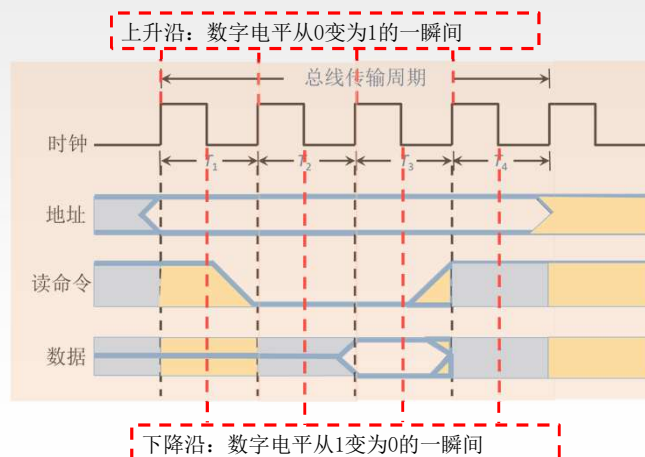 上升沿：数字电平从0变为1的一瞬间
总线传输周期
时钟
T1 T2 T3 T4
地址
读命令
数据
下降沿：数字电平从1变为0的一瞬间